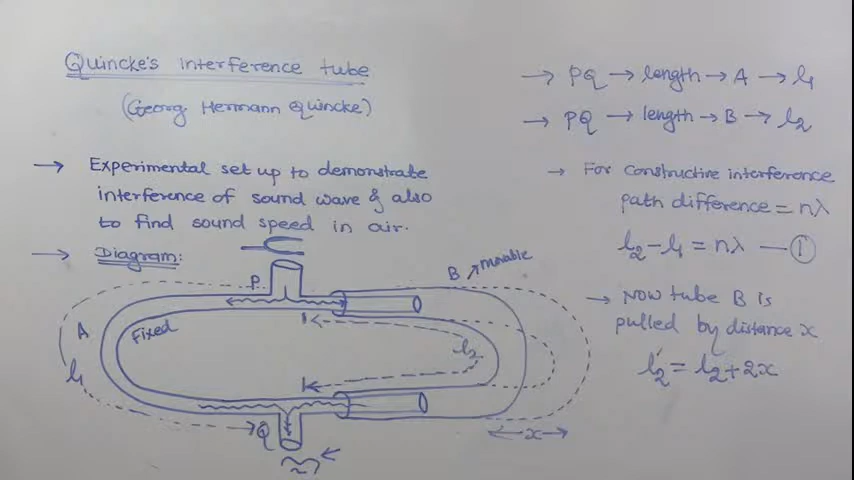 Quincke's interference tube
(Georg Hermann Quincke)
→ Experimental set up to demonstrate
interference of sound wave & also
to find sound speed in air.
→ Diagram:
P
B
movable
A
Fixed
l₁
l₂
Q
x
→ PQ → length → A → l₁
→ PQ → length → B → l₂
→ For constructive interference
path difference = nλ
l₂ - l₁ = nλ — ①
→ Now tube B is
pulled by distance x
l₂' = l₂ + 2x